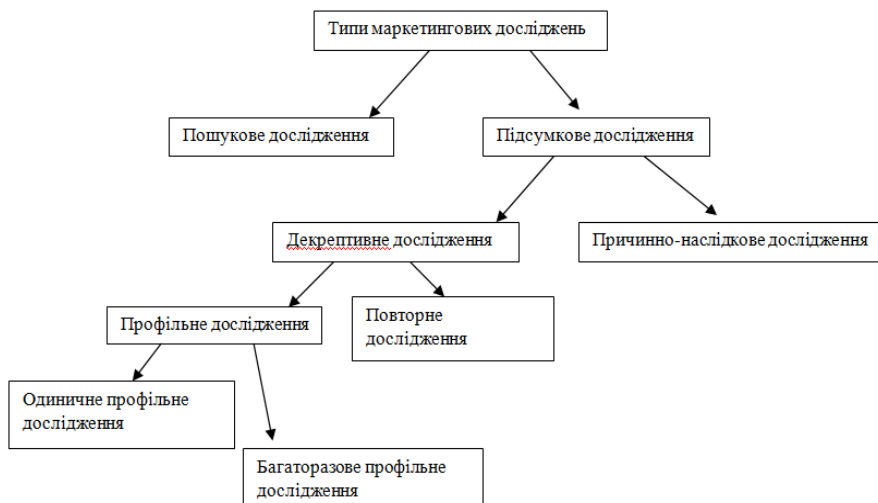 Типи маркетингових досліджень
Пошукове дослідження
Підсумкове дослідження
Декрептивне дослідження
Причинно-наслідкове дослідження
Профільне дослідження
Повторне
дослідження
Одиничне профільне
дослідження
Багаторазове профільне
дослідження